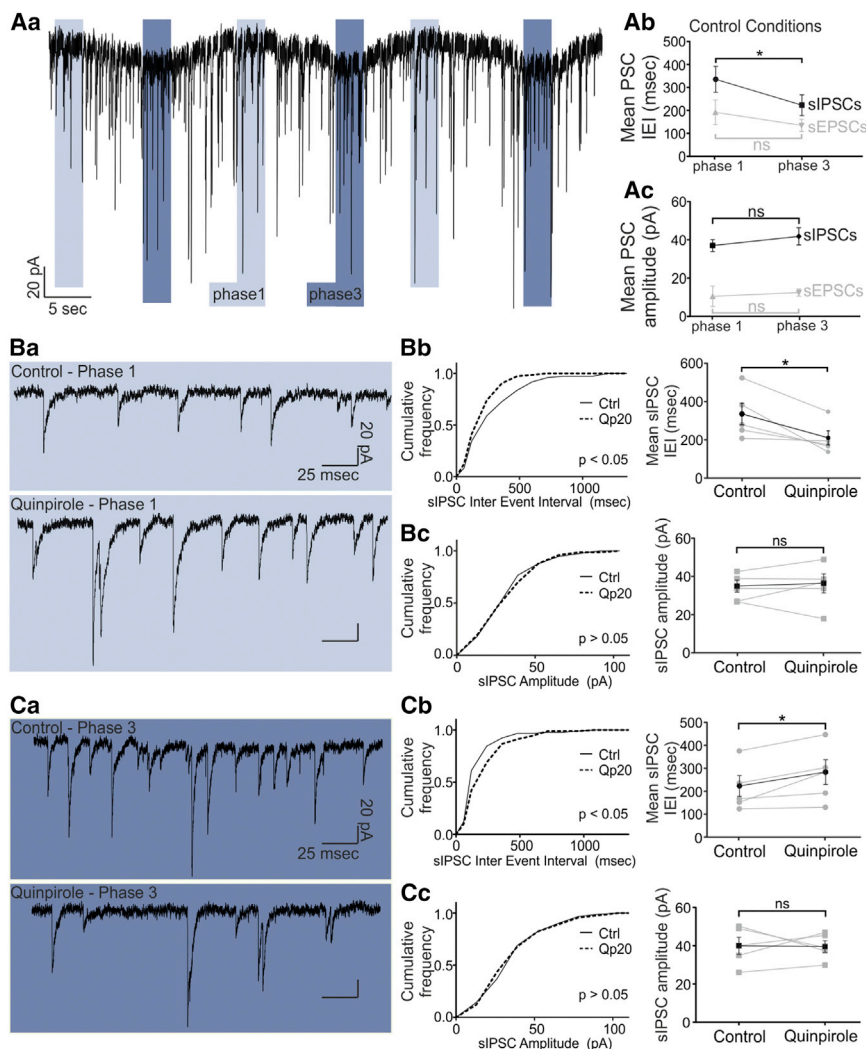 Aa
20 pA
5 sec
phase1
phase3
Ab
Control Conditions
Mean PSC
IEI (msec)
500
400
300
200
100
0
*
sIPSCs
sEPSCs
ns
phase 1
phase 3
Ac
Mean PSC
amplitude (pA)
60
40
20
0
ns
sIPSCs
sEPSCs
ns
phase 1
phase 3
Ba
Control - Phase 1
20 pA
25 msec
Quinpirole - Phase 1
Bb
Cumulative
frequency
1.0
0.5
0.0
Ctrl
Qp20
p < 0.05
0
500
1000
sIPSC Inter Event Interval (msec)
Mean sIPSC
IEI (msec)
600
400
200
0
*
Control
Quinpirole
Bc
Cumulative
frequency
1.0
0.5
0.0
Ctrl
Qp20
p > 0.05
0
50
100
sIPSC Amplitude (pA)
sIPSC amplitude (pA)
60
40
20
0
ns
Control
Quinpirole
Ca
Control - Phase 3
20 pA
25 msec
Quinpirole - Phase 3
Cb
Cumulative
frequency
1.0
0.5
0.0
Ctrl
Qp20
p < 0.05
0
500
1000
sIPSC Inter Event Interval (msec)
Mean sIPSC
IEI (msec)
500
400
300
200
100
0
*
Control
Quinpirole
Cc
Cumulative
frequency
1.0
0.5
0.0
Ctrl
Qp20
p > 0.05
0
50
100
sIPSC Amplitude (pA)
sIPSC amplitude (pA)
60
40
20
0
ns
Control
Quinpirole